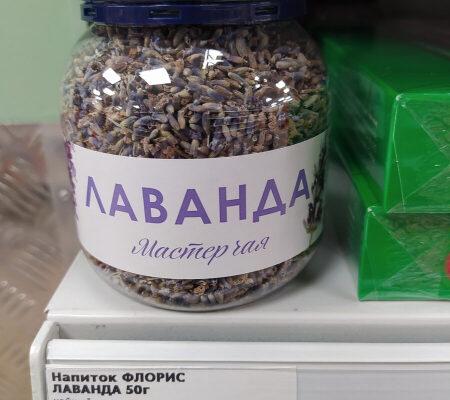 ЛАВАНДА
Мастер чая
Напиток ФЛОРИС
ЛАВАНДА 50г